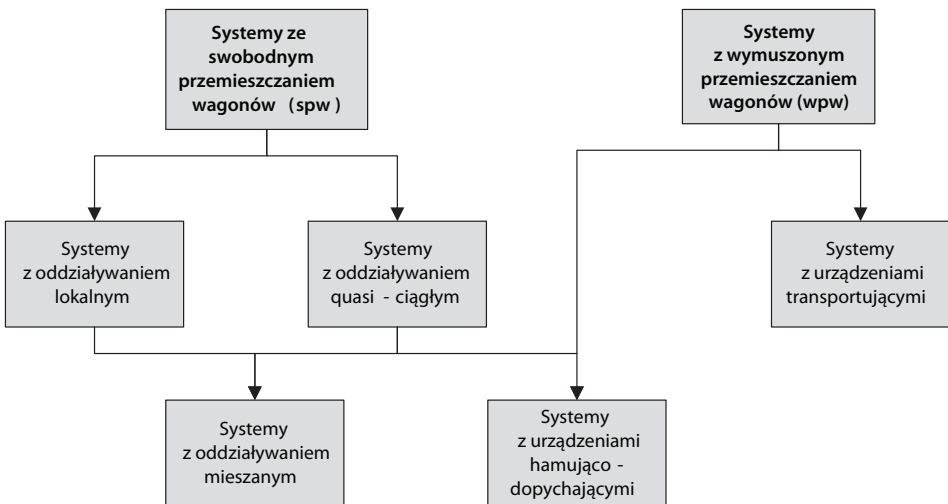 Systemy ze
swobodnym
przemieszczaniem
wagonów (spw )
Systemy
z wymuszonym
przemieszczaniem
wagonów (wpw)
Systemy
z oddziaływaniem
lokalnym
Systemy
z oddziaływaniem
quasi - ciągłym
Systemy
z urządzeniami
transportującymi
Systemy
z oddziaływaniem
mieszanym
Systemy
z urządzeniami
hamująco -
dopychającymi